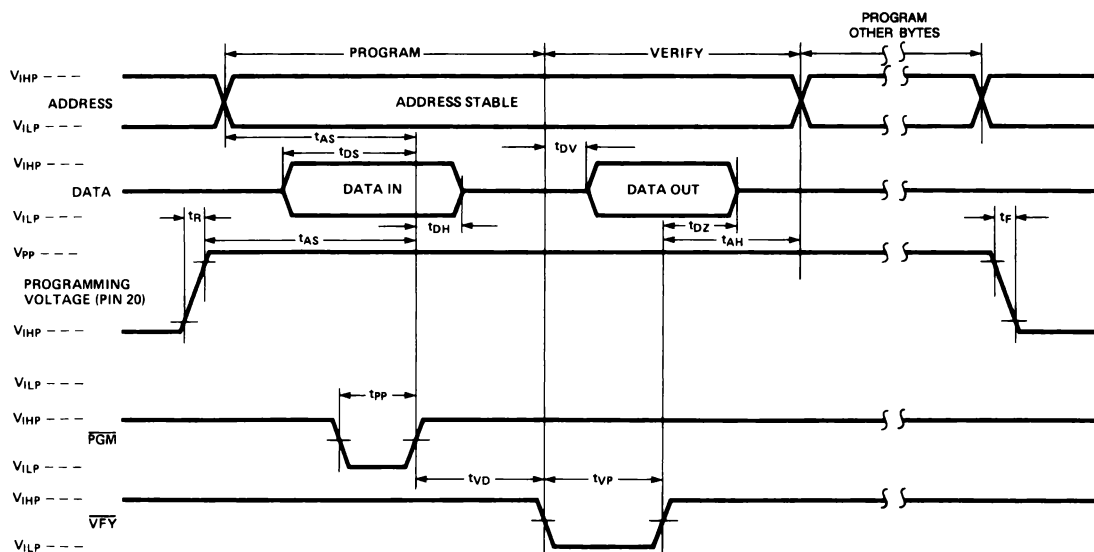 PROGRAM
OTHER BYTES
PROGRAM
VERIFY
VIHP
ADDRESS
ADDRESS STABLE
VILP
tAS
tDS
tDV
VIHP
DATA
DATA IN
DATA OUT
VILP
tR
tDH
tDZ
tF
tAS
tAH
VPP
PROGRAMMING
VOLTAGE (PIN 20)
VIHP
VILP
tPP
VIHP
PGM
VILP
tVD
tVP
VIHP
VFY
VILP